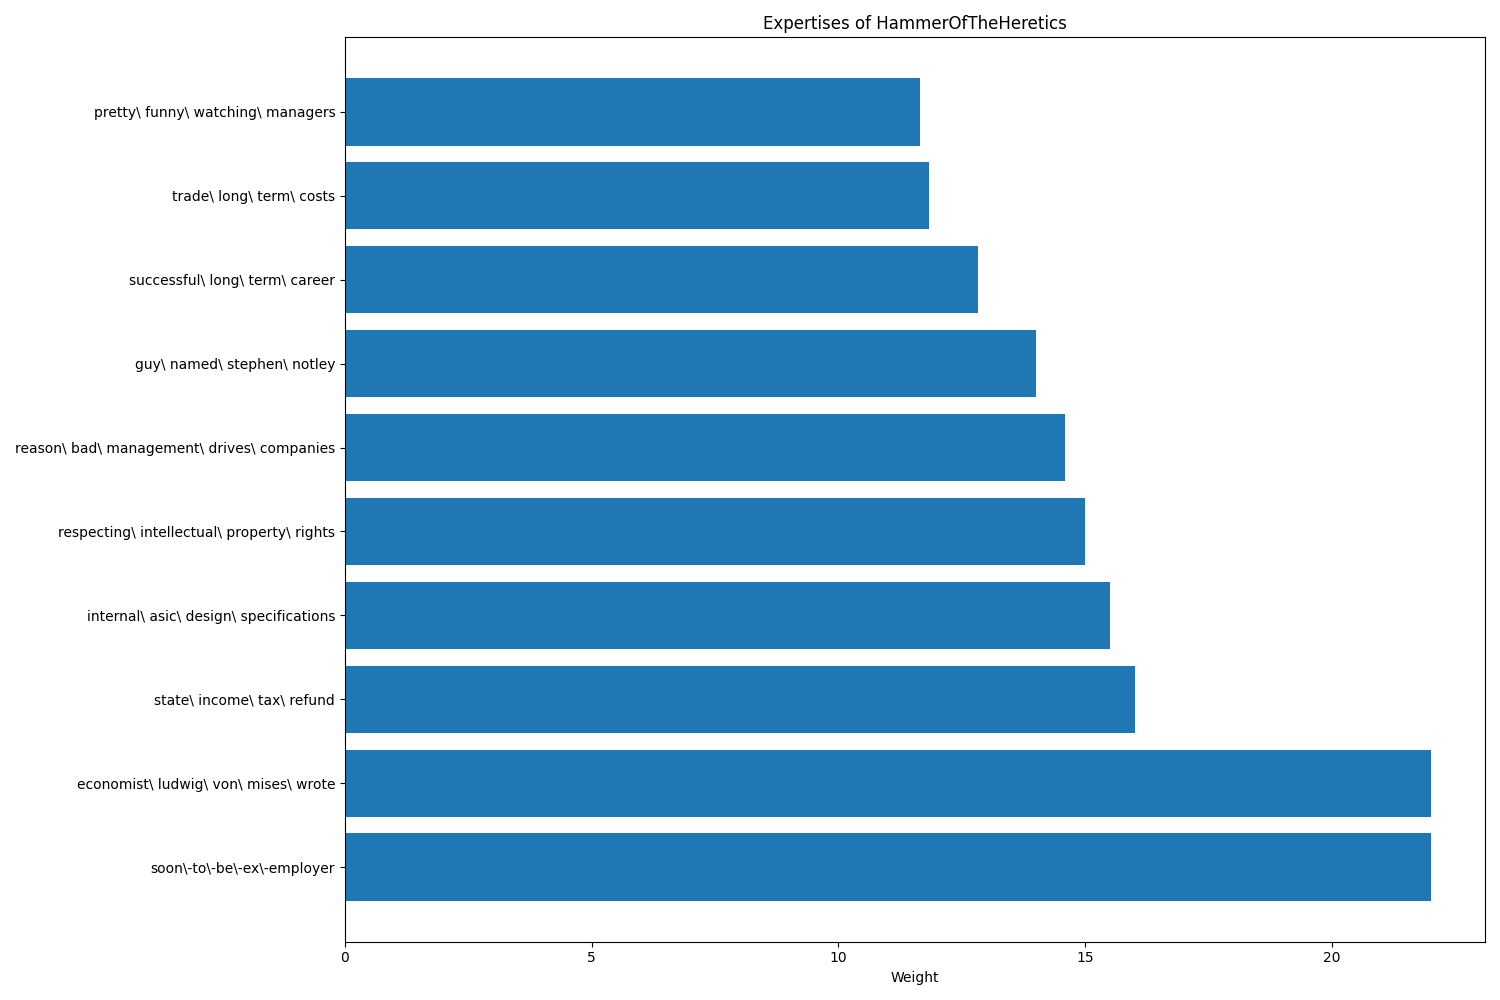 Expertises of HammerOfTheHeretics
pretty\ funny\ watching\ managers
trade\ long\ term\ costs
successful\ long\ term\ career
guy\ named\ stephen\ notley
reason\ bad\ management\ drives\ companies
respecting\ intellectual\ property\ rights
internal\ asic\ design\ specifications
state\ income\ tax\ refund
economist\ ludwig\ von\ mises\ wrote
soon\-to\-be\-ex\-employer
0 5 10 15 20
Weight